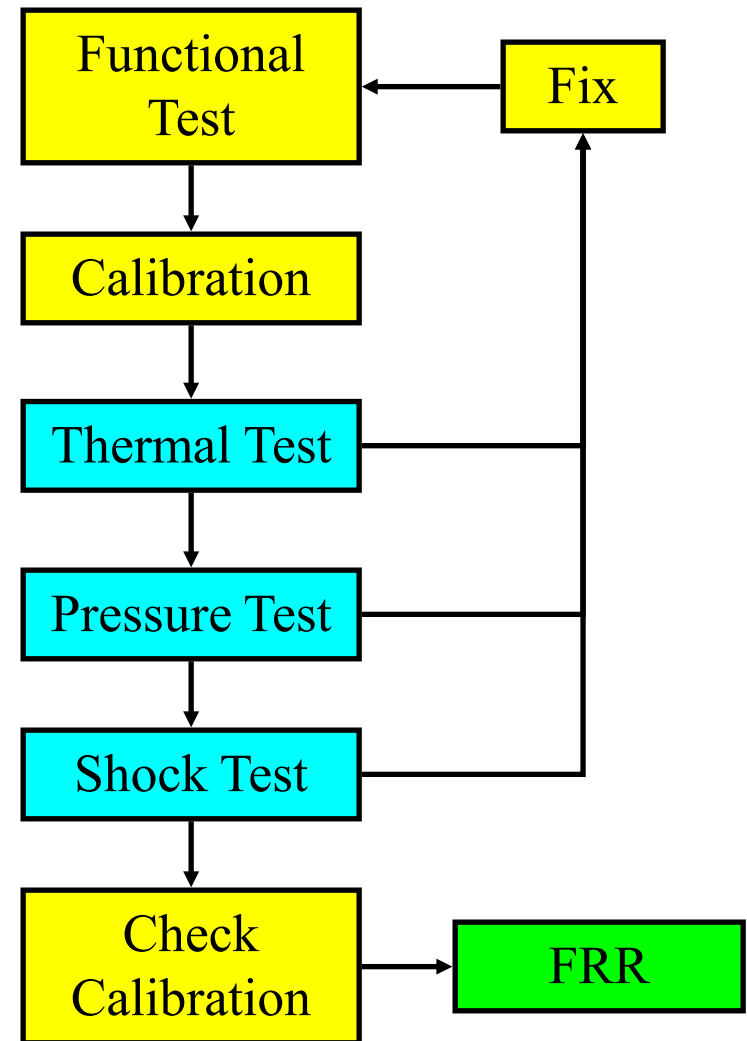 Functional
Test
Fix
Calibration
Thermal Test
Pressure Test
Shock Test
Check
Calibration
FRR